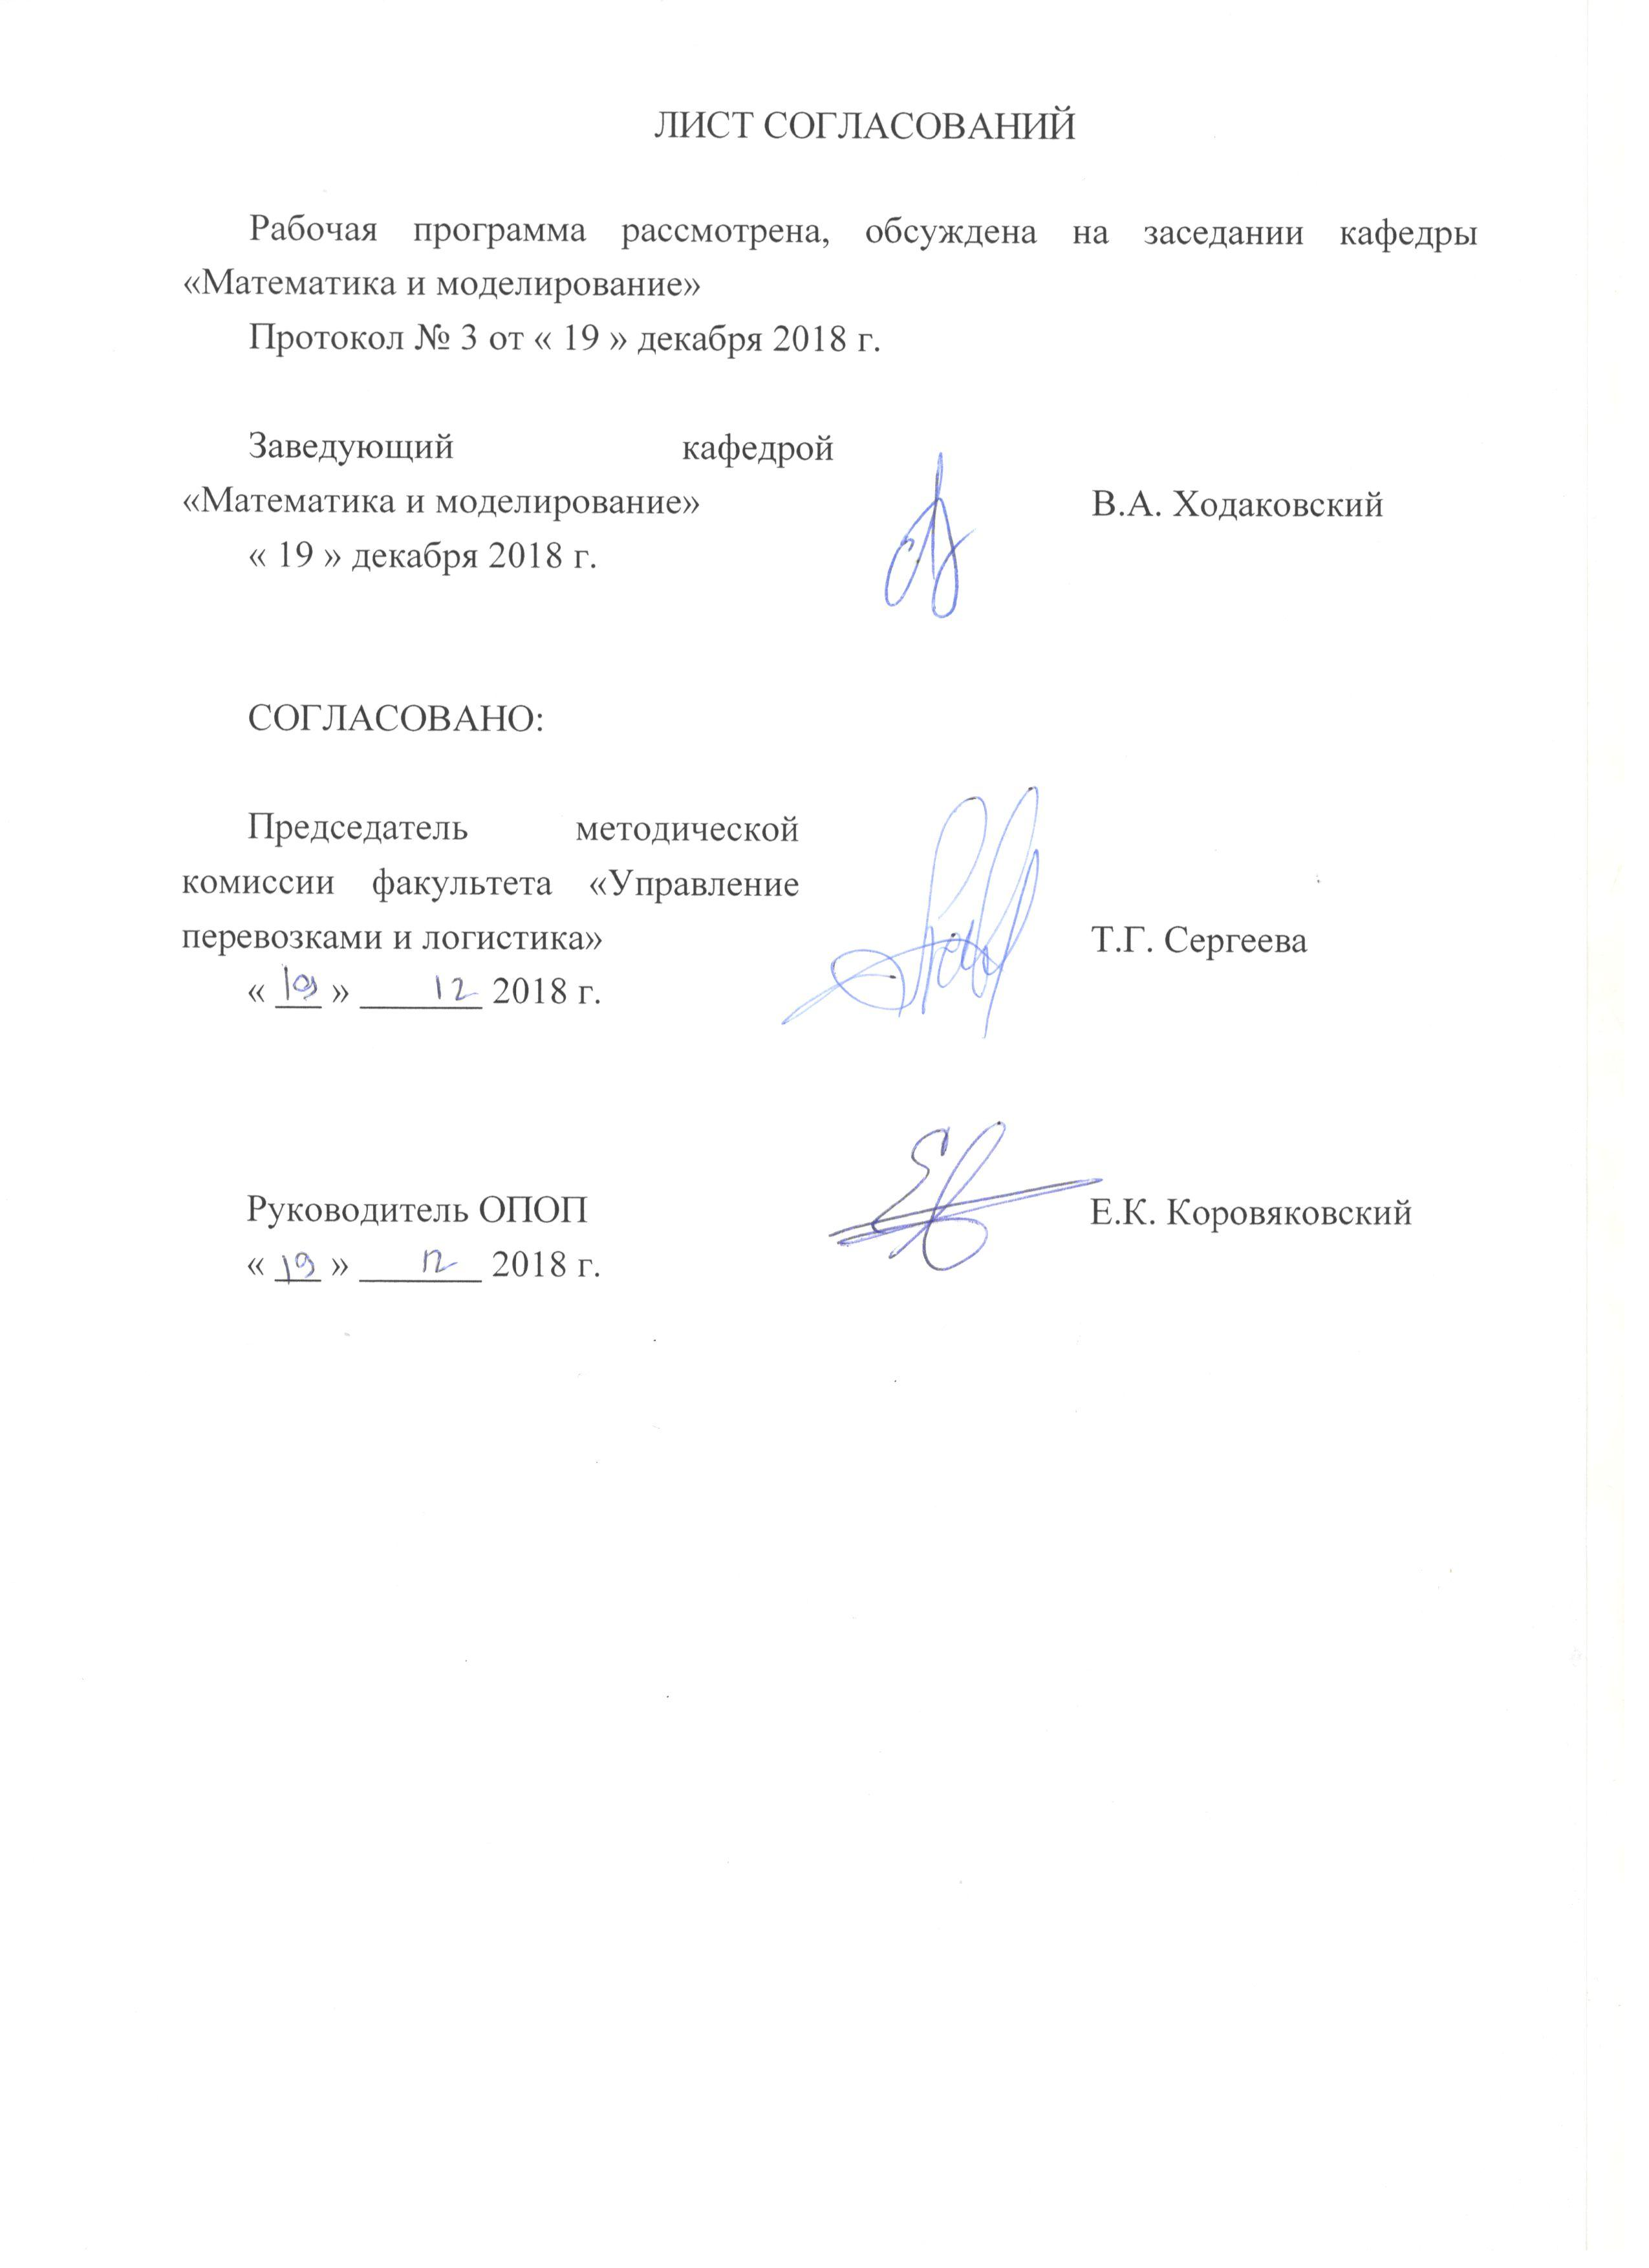 ЛИСТ СОГЛАСОВАНИЙ
Рабочая программа рассмотрена, обсуждена на заседании кафедры
«Математика и моделирование»
Протокол № 3 от « 19 » декабря 2018 г.
Заведующий кафедрой
«Математика и моделирование» В.А. Ходаковский
« 19 » декабря 2018 г.
СОГЛАСОВАНО:
Председатель методической
комиссии факультета «Управление
перевозками и логистика» Т.Г. Сергеева
« 19 » 12 2018 г.
Руководитель ОПОП Е.К. Коровяковский
« 19 » 12 2018 г.